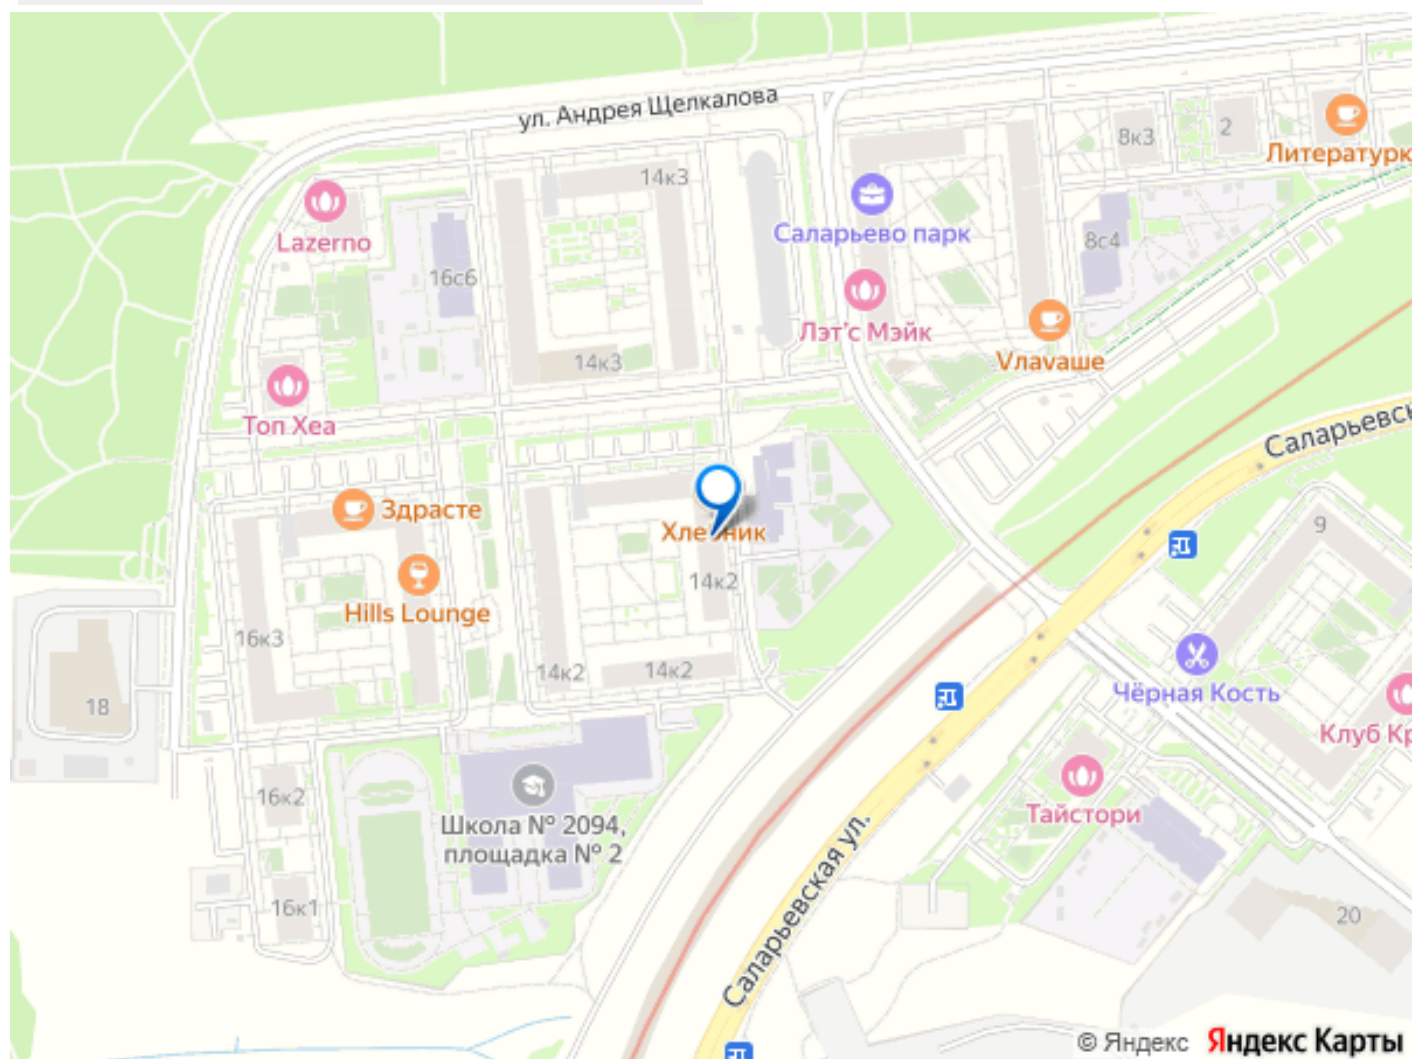 ул. Андрея Щелкалова
8к3
2
Литературк
14к3
Lazerno
Саларьево парк
8с4
16с6
Лэт'с Мэйк
Vлаvаше
14к3
Топ Хеа
Саларьевс
Здрасте
Хле ник
9
14к2
Hills Lounge
16к3
14к2
14к2
Чёрная Кость
18
Клуб Кр
16к2
Школа № 2094,
площадка № 2
Тайстори
Саларьевская ул.
16к1
20
© Яндекс Яндекс Карты